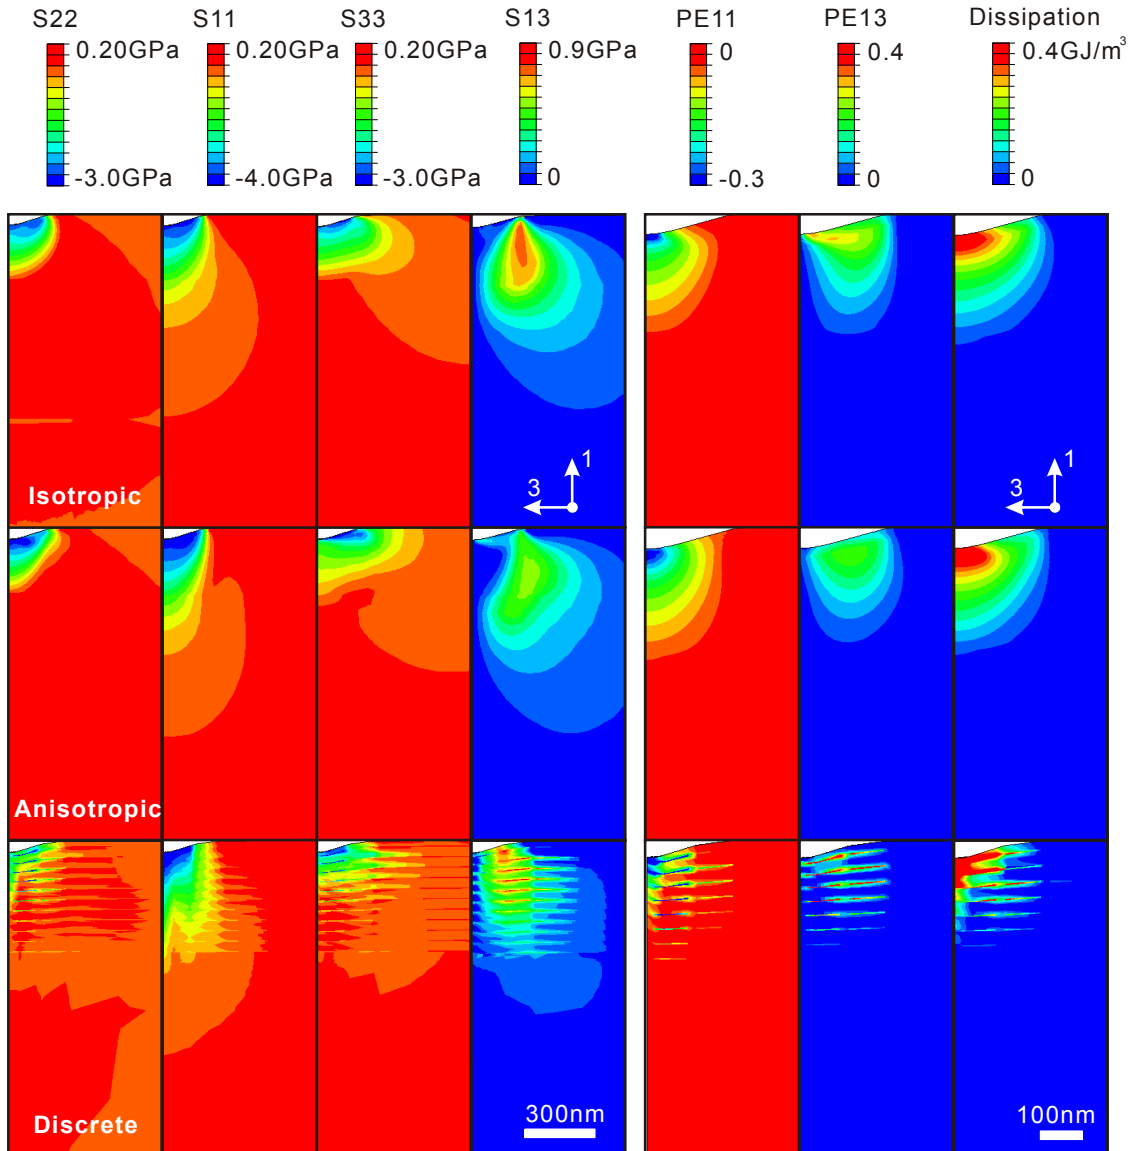 S22 S11 S33 S13 PE11 PE13 Dissipation
0.20GPa 0.20GPa 0.20GPa 0.9GPa 0 0.4 0.4GJ/m³
-3.0GPa -4.0GPa -3.0GPa 0 -0.3 0 0
1 1
3 3
Isotropic
Anisotropic
300nm 100nm
Discrete